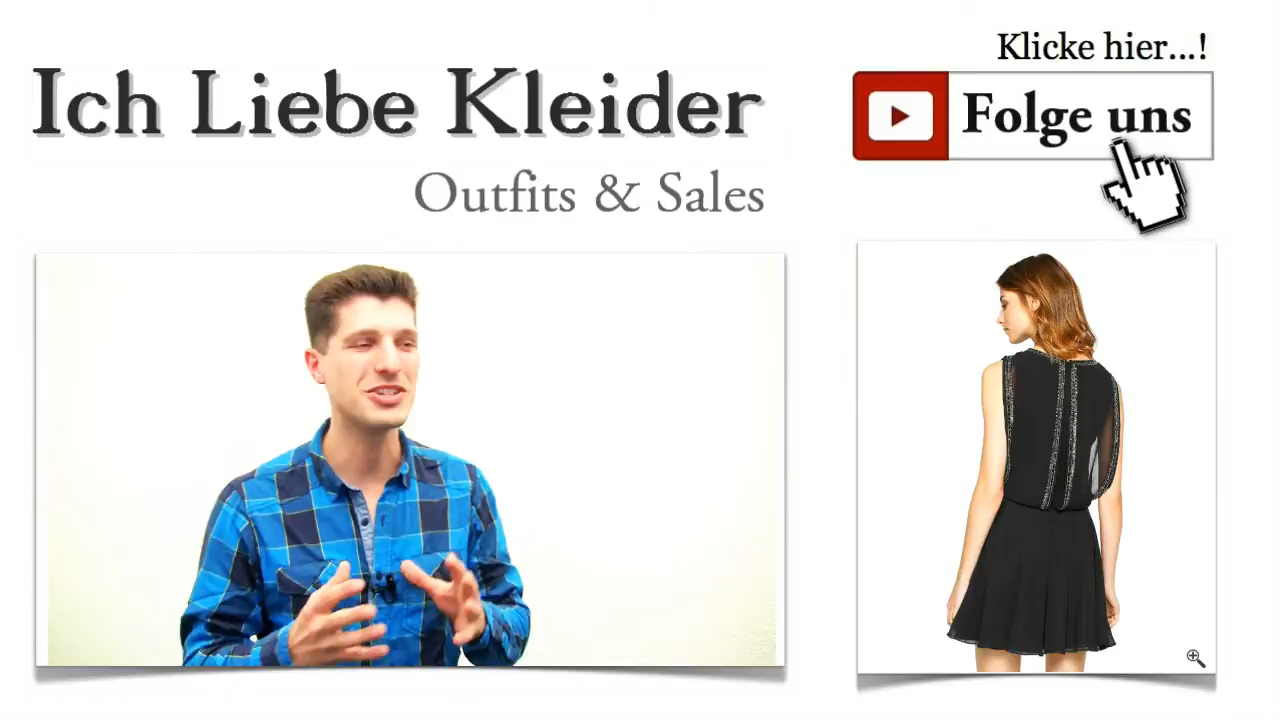 Ich Liebe Kleider
Outfits & Sales
Klicke hier...!
Folge uns